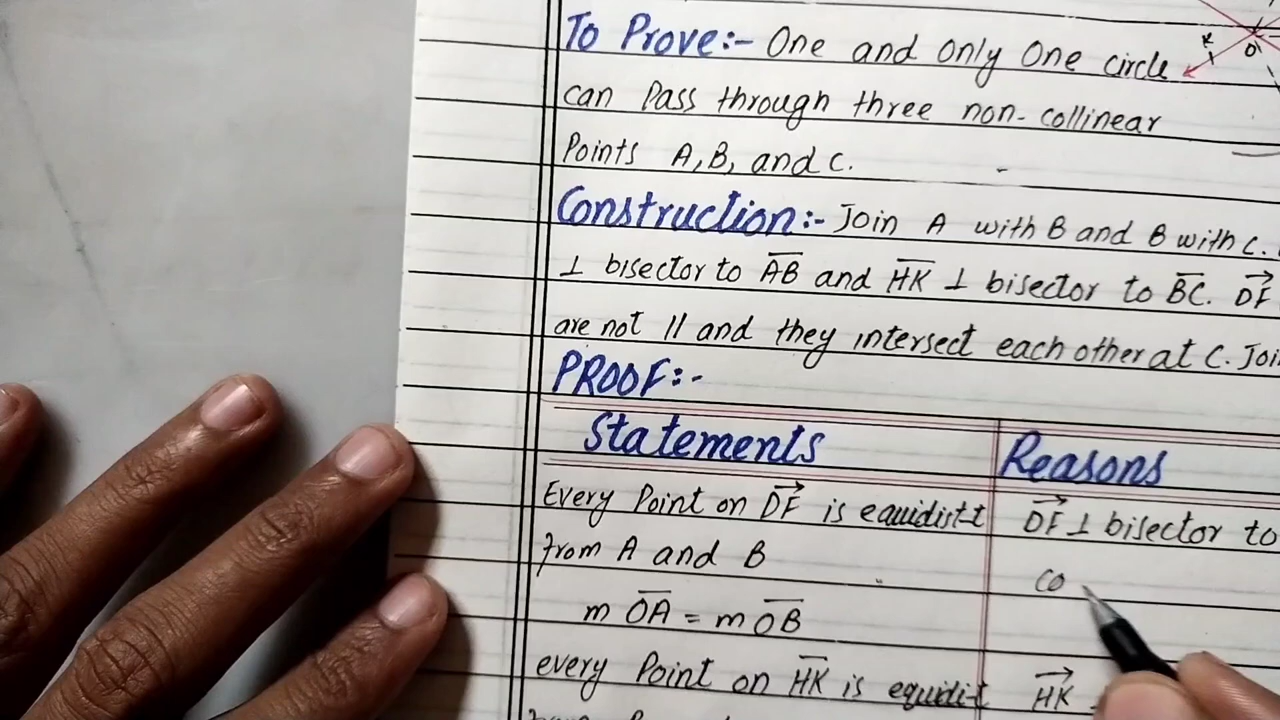 K
O
To Prove:- One and only One circle
can Pass through three non-collinear
Points A, B, and C.
Construction:- Join A with B and B with C.
⊥ bisector to AB and HK ⊥ bisector to BC. DF
are not || and they intersect each other at C. Joi
PROOF:-
Statements Reasons
Every Point on DF is equidist-t DF ⊥ bisector to
from A and B co
m OA = m OB
every Point on HK is equidi-t HK